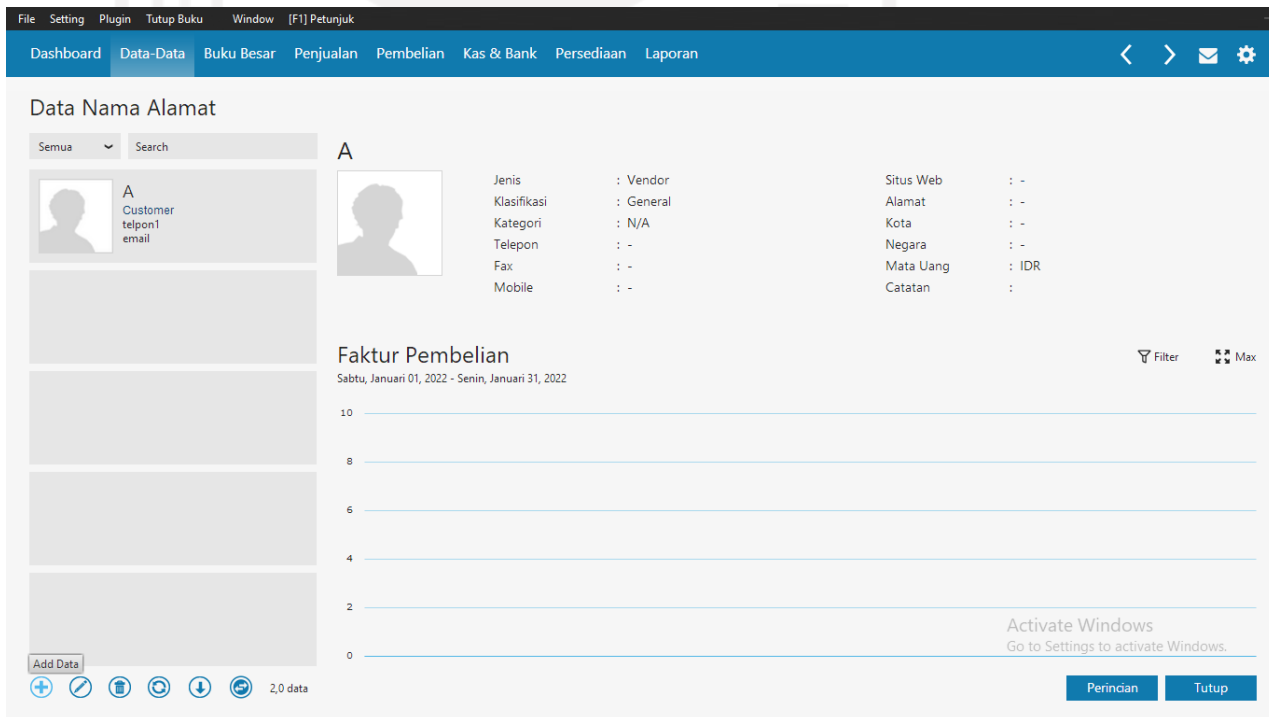 File Setting Plugin Tutup Buku Window [F1] Petunjuk
Dashboard Data-Data Buku Besar Penjualan Pembelian Kas & Bank Persediaan Laporan
Data Nama Alamat
Semua Search
A
Customer
telpon1
email
A
Jenis : Vendor
Klasifikasi : General
Kategori : N/A
Telepon : -
Fax : -
Mobile : -
Situs Web : -
Alamat : -
Kota : -
Negara : -
Mata Uang : IDR
Catatan :
Faktur Pembelian
Filter Max
Sabtu, Januari 01, 2022 - Senin, Januari 31, 2022
10
8
6
4
2
0
Activate Windows
Go to Settings to activate Windows.
Add Data
2,0 data
Perincian Tutup